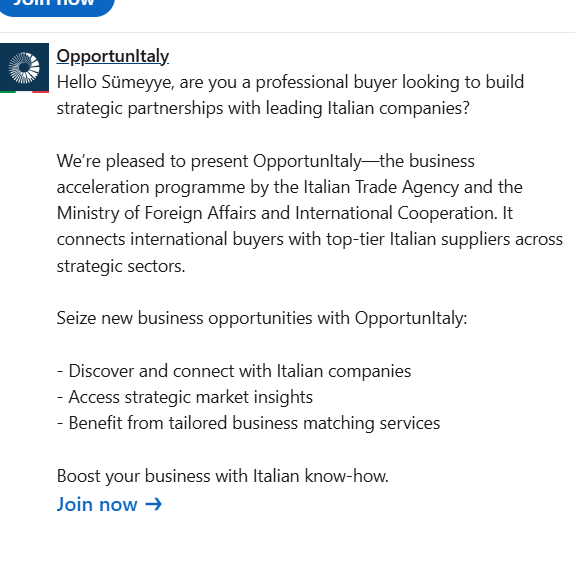 Join now
OpportunItaly
Hello Sümeyye, are you a professional buyer looking to build
strategic partnerships with leading Italian companies?
We're pleased to present OpportunItaly—the business
acceleration programme by the Italian Trade Agency and the
Ministry of Foreign Affairs and International Cooperation. It
connects international buyers with top-tier Italian suppliers across
strategic sectors.
Seize new business opportunities with OpportunItaly:
- Discover and connect with Italian companies
- Access strategic market insights
- Benefit from tailored business matching services
Boost your business with Italian know-how.
Join now →